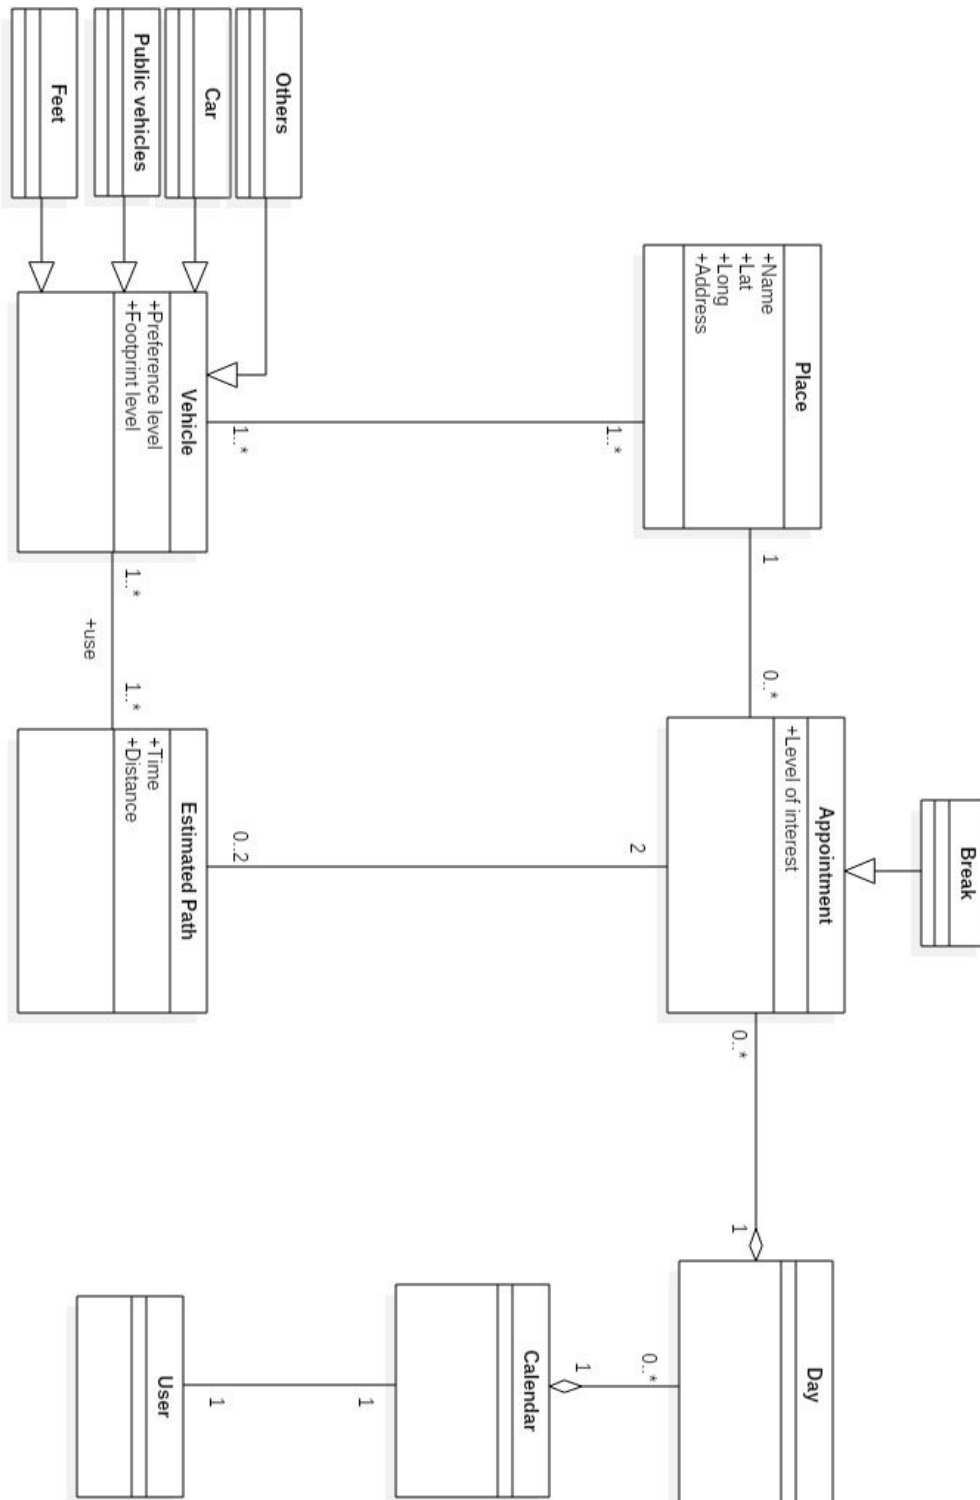 Break
Place
+Name
+Lat
+Long
+Address
1
0..*
Appointment
+Level of interest
0..*
1
Day
1..*
2
0..*
1
Calendar
Others
Car
Public vehicles
Feet
1..*
0..2
1
1
Vehicle
+Preference level
+Footprint level
1..*
+use
1..*
Estimated Path
+Time
+Distance
User